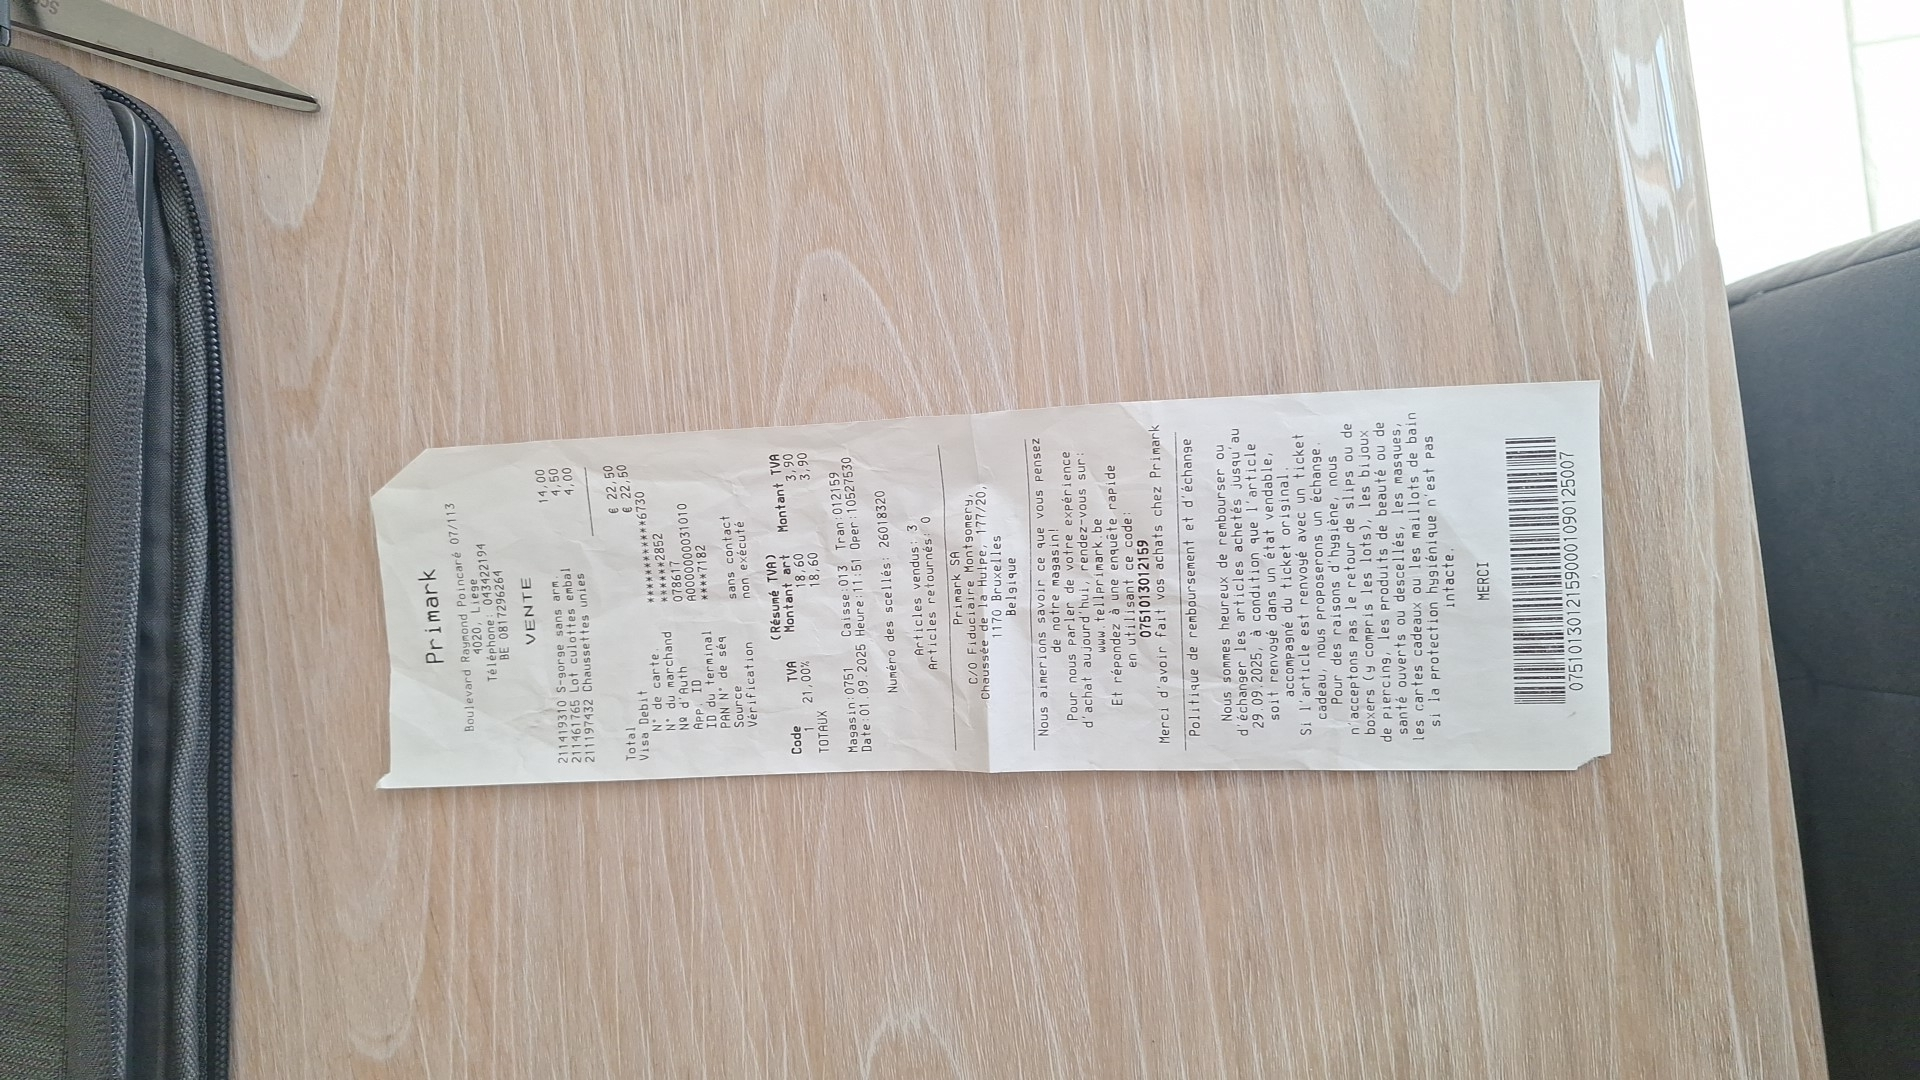 Primark
Boulevard Raymond Poincaré 07/113
4020, Liege
Téléphone : 043422194
BE 0817296264
VENTE
211419310 S-gorge sans arm. 14,00
211461765 Lot culottes embal 4,50
211197432 Chaussettes unies 4,00
Total € 22,50
Visa Debit € 22,50
N° de carte. ************6730
N° du marchand ******2852
Nº d'Auth 078617
App. ID A0000000031010
ID du terminal ****7182
PAN N° de séq
Source sans contact
Vérification non exécuté
(Résumé TVA)
Code TVA Montant art Montant TVA
1 21,00% 18,60 3,90
TOTAUX 18,60 3,90
Magasin:0751 Caisse:013 Tran:012159
Date:01.09.2025 Heure:11:51 Oper:10527530
Numéro des scellés: 26018320
Articles vendus: 3
Articles retournés: 0
Primark SA
C/O Fiduciaire Montgomery,
Chaussée de la Hulpe, 177/20,
1170 Bruxelles
Belgique
Nous aimerions savoir ce que vous pensez
de notre magasin!
Pour nous parler de votre expérience
d'achat aujourd'hui, rendez-vous sur:
www.tellprimark.be
Et répondez à une enquête rapide
en utilisant ce code:
0751013012159
Merci d'avoir fait vos achats chez Primark
Politique de remboursement et d'échange
Nous sommes heureux de rembourser ou
d'échanger les articles achetés jusqu'au
29.09.2025, à condition que l'article
soit renvoyé dans un état vendable,
accompagné du ticket original.
Si l'article est renvoyé avec un ticket
cadeau, nous proposerons un échange.
Pour des raisons d'hygiène, nous
n'acceptons pas le retour de slips ou de
boxers (y compris les lots), les bijoux
de piercing, les produits de beauté ou de
santé ouverts ou descellés, les masques,
les cartes cadeaux ou les maillots de bain
si la protection hygiénique n'est pas
intacte.
MERCI
07510130121590001090125007